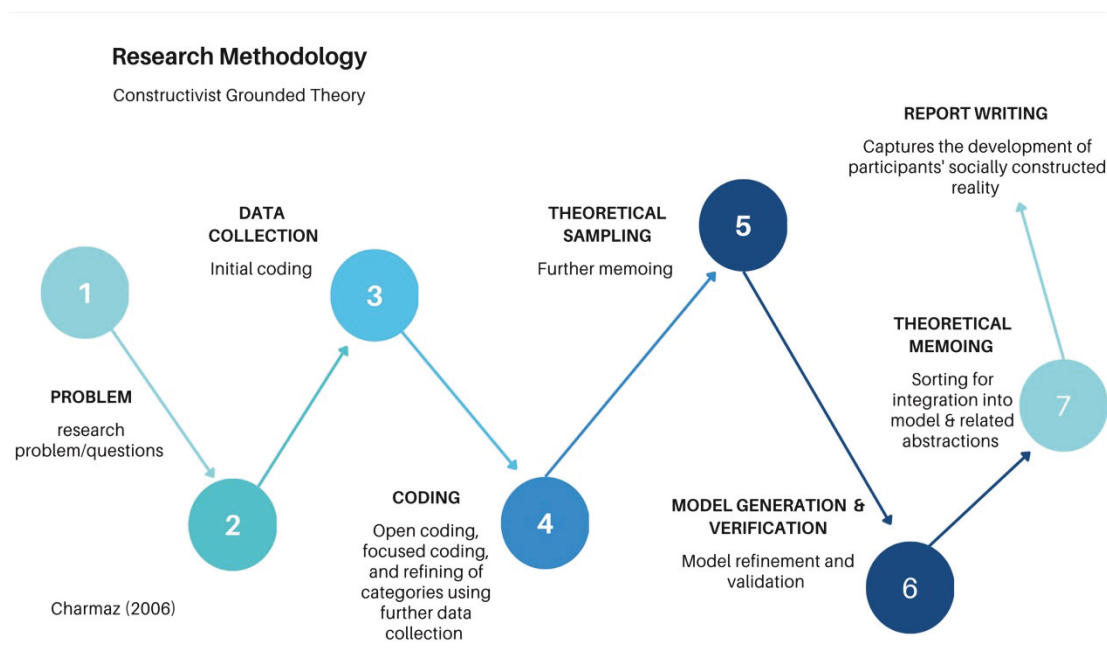 Research Methodology
Constructivist Grounded Theory
1
PROBLEM
research
problem/questions
2
DATA
COLLECTION
Initial coding
3
CODING
Open coding,
focused coding,
and refining of
categories using
further data
collection
4
THEORETICAL
SAMPLING
Further memoing
5
MODEL GENERATION &
VERIFICATION
Model refinement and
validation
6
THEORETICAL
MEMOING
Sorting for
integration into
model & related
abstractions
7
REPORT WRITING
Captures the development of
participants' socially constructed
reality
Charmaz (2006)